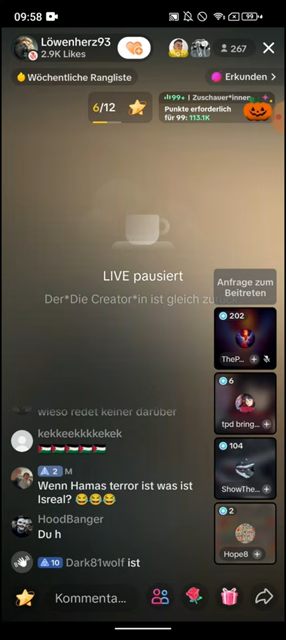 09:58
99
Löwenherz93
2.9K Likes
267
Wöchentliche Rangliste
Erkunden >
6/12
99+ | Zuschauer*innen
Punkte erforderlich
für 99: 113.1K
LIVE pausiert
Der*Die Creator*in ist gleich zu
Anfrage zum
Beitreten
202
TheP...
6
tpd bring...
104
ShowThe...
2
Hope8
wieso redet keiner darüber
kekkeekkkkekek
🇵🇸🇵🇸🇵🇸🇵🇸🇵🇸🇵🇸
2 M
Wenn Hamas terror ist was ist
Isreal? 😂😂😂
HoodBanger
Du h
10 Dark81wolf ist
Kommenta...